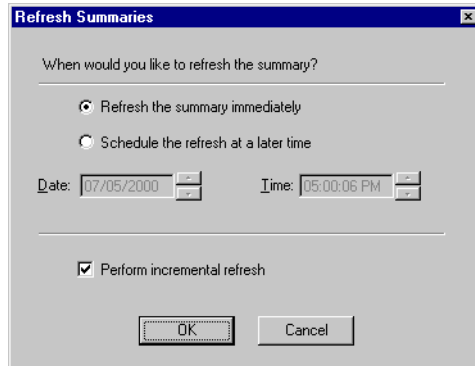 Refresh Summaries
When would you like to refresh the summary?
Refresh the summary immediately
Schedule the refresh at a later time
Date: 07/05/2000 Time: 05:00:06 PM
Perform incremental refresh
OK Cancel